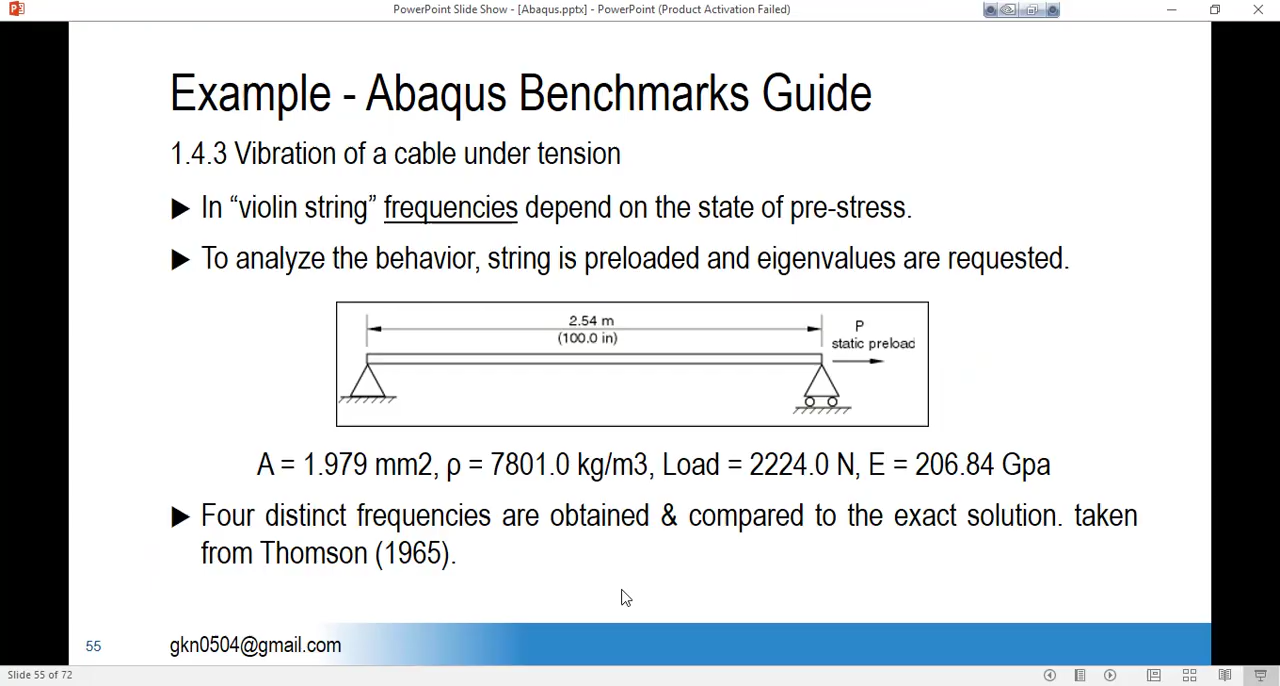 PowerPoint Slide Show - [Abaqus.pptx] - PowerPoint (Product Activation Failed)
Example - Abaqus Benchmarks Guide
1.4.3 Vibration of a cable under tension
▶ In “violin string” frequencies depend on the state of pre-stress.
▶ To analyze the behavior, string is preloaded and eigenvalues are requested.
2.54 m
(100.0 in)
P
static preload
A = 1.979 mm2, ρ = 7801.0 kg/m3, Load = 2224.0 N, E = 206.84 Gpa
▶ Four distinct frequencies are obtained & compared to the exact solution. taken
from Thomson (1965).
55
gkn0504@gmail.com
Slide 55 of 72